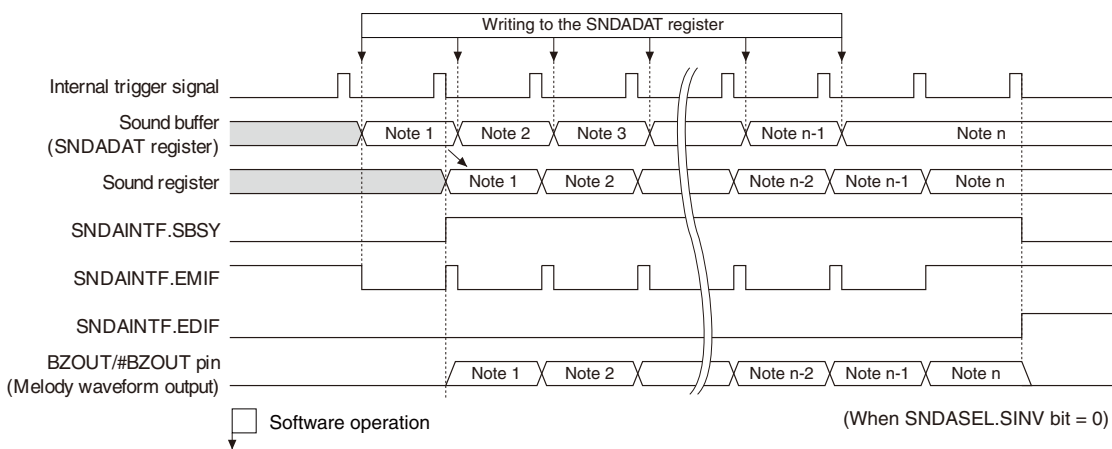 Writing to the SNDADAT register
Internal trigger signal
Sound buffer
(SNDADAT register)
Note 1 Note 2 Note 3 Note n-1 Note n
Sound register
Note 1 Note 2 Note n-2 Note n-1 Note n
SNDAINTF.SBSY
SNDAINTF.EMIF
SNDAINTF.EDIF
BZOUT/#BZOUT pin
(Melody waveform output)
Note 1 Note 2 Note n-2 Note n-1 Note n
Software operation
(When SNDASEL.SINV bit = 0)